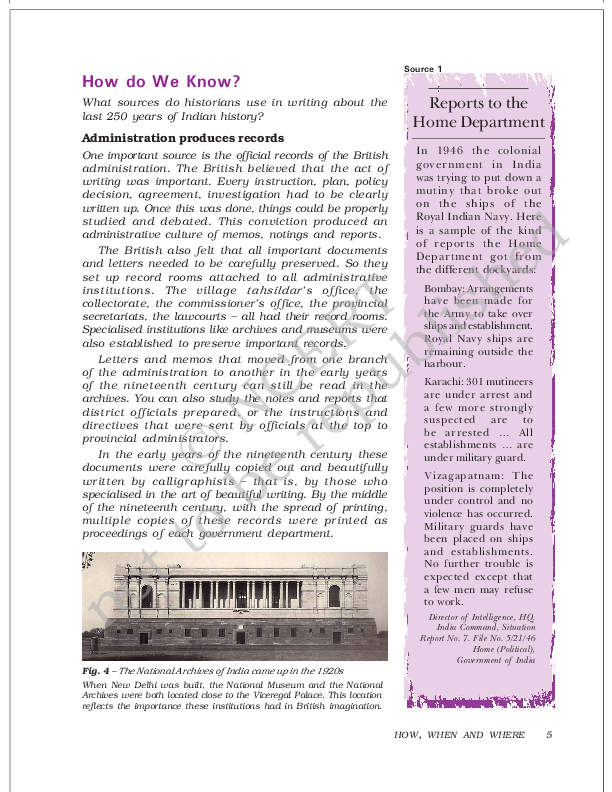 How do We Know?
What sources do historians use in writing about the
last 250 years of Indian history?
Administration produces records
One important source is the official records of the British
administration. The British believed that the act of
writing was important. Every instruction, plan, policy
decision, agreement, investigation had to be clearly
written up. Once this was done, things could be properly
studied and debated. This conviction produced an
administrative culture of memos, notings and reports.
The British also felt that all important documents
and letters needed to be carefully preserved. So they
set up record rooms attached to all administrative
institutions. The village tahsildar's office, the
collectorate, the commissioner's office, the provincial
secretariats, the lawcourts – all had their record rooms.
Specialised institutions like archives and museums were
also established to preserve important records.
Letters and memos that moved from one branch
of the administration to another in the early years
of the nineteenth century can still be read in the
archives. You can also study the notes and reports that
district officials prepared, or the instructions and
directives that were sent by officials at the top to
provincial administrators.
In the early years of the nineteenth century these
documents were carefully copied out and beautifully
written by calligraphists – that is, by those who
specialised in the art of beautiful writing. By the middle
of the nineteenth century, with the spread of printing,
multiple copies of these records were printed as
proceedings of each government department.
Fig. 4 – The National Archives of India came up in the 1920s
When New Delhi was built, the National Museum and the National
Archives were both located close to the Viceregal Palace. This location
reflects the importance these institutions had in British imagination.
Source 1
Reports to the
Home Department
In 1946 the colonial
government in India
was trying to put down a
mutiny that broke out
on the ships of the
Royal Indian Navy. Here
is a sample of the kind
of reports the Home
Department got from
the different dockyards:
Bombay: Arrangements
have been made for
the Army to take over
ships and establishment.
Royal Navy ships are
remaining outside the
harbour.
Karachi: 301 mutineers
are under arrest and
a few more strongly
suspected are to
be arrested ... All
establishments ... are
under military guard.
Vizagapatnam: The
position is completely
under control and no
violence has occurred.
Military guards have
been placed on ships
and establishments.
No further trouble is
expected except that
a few men may refuse
to work.
Director of Intelligence, HQ.
India Command, Situation
Report No. 7. File No. 5/21/46
Home (Political),
Government of India
HOW, WHEN AND WHERE 5
© NCERT
not to be republished